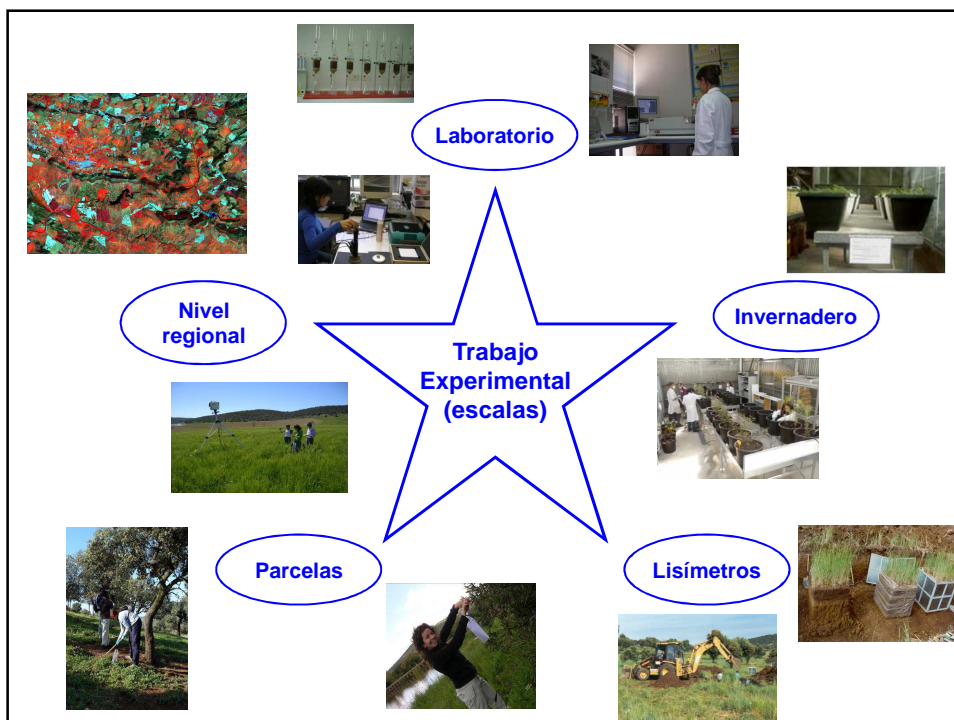 Laboratorio
Nivel
regional
Invernadero
Trabajo
Experimental
(escalas)
Parcelas
Lisímetros